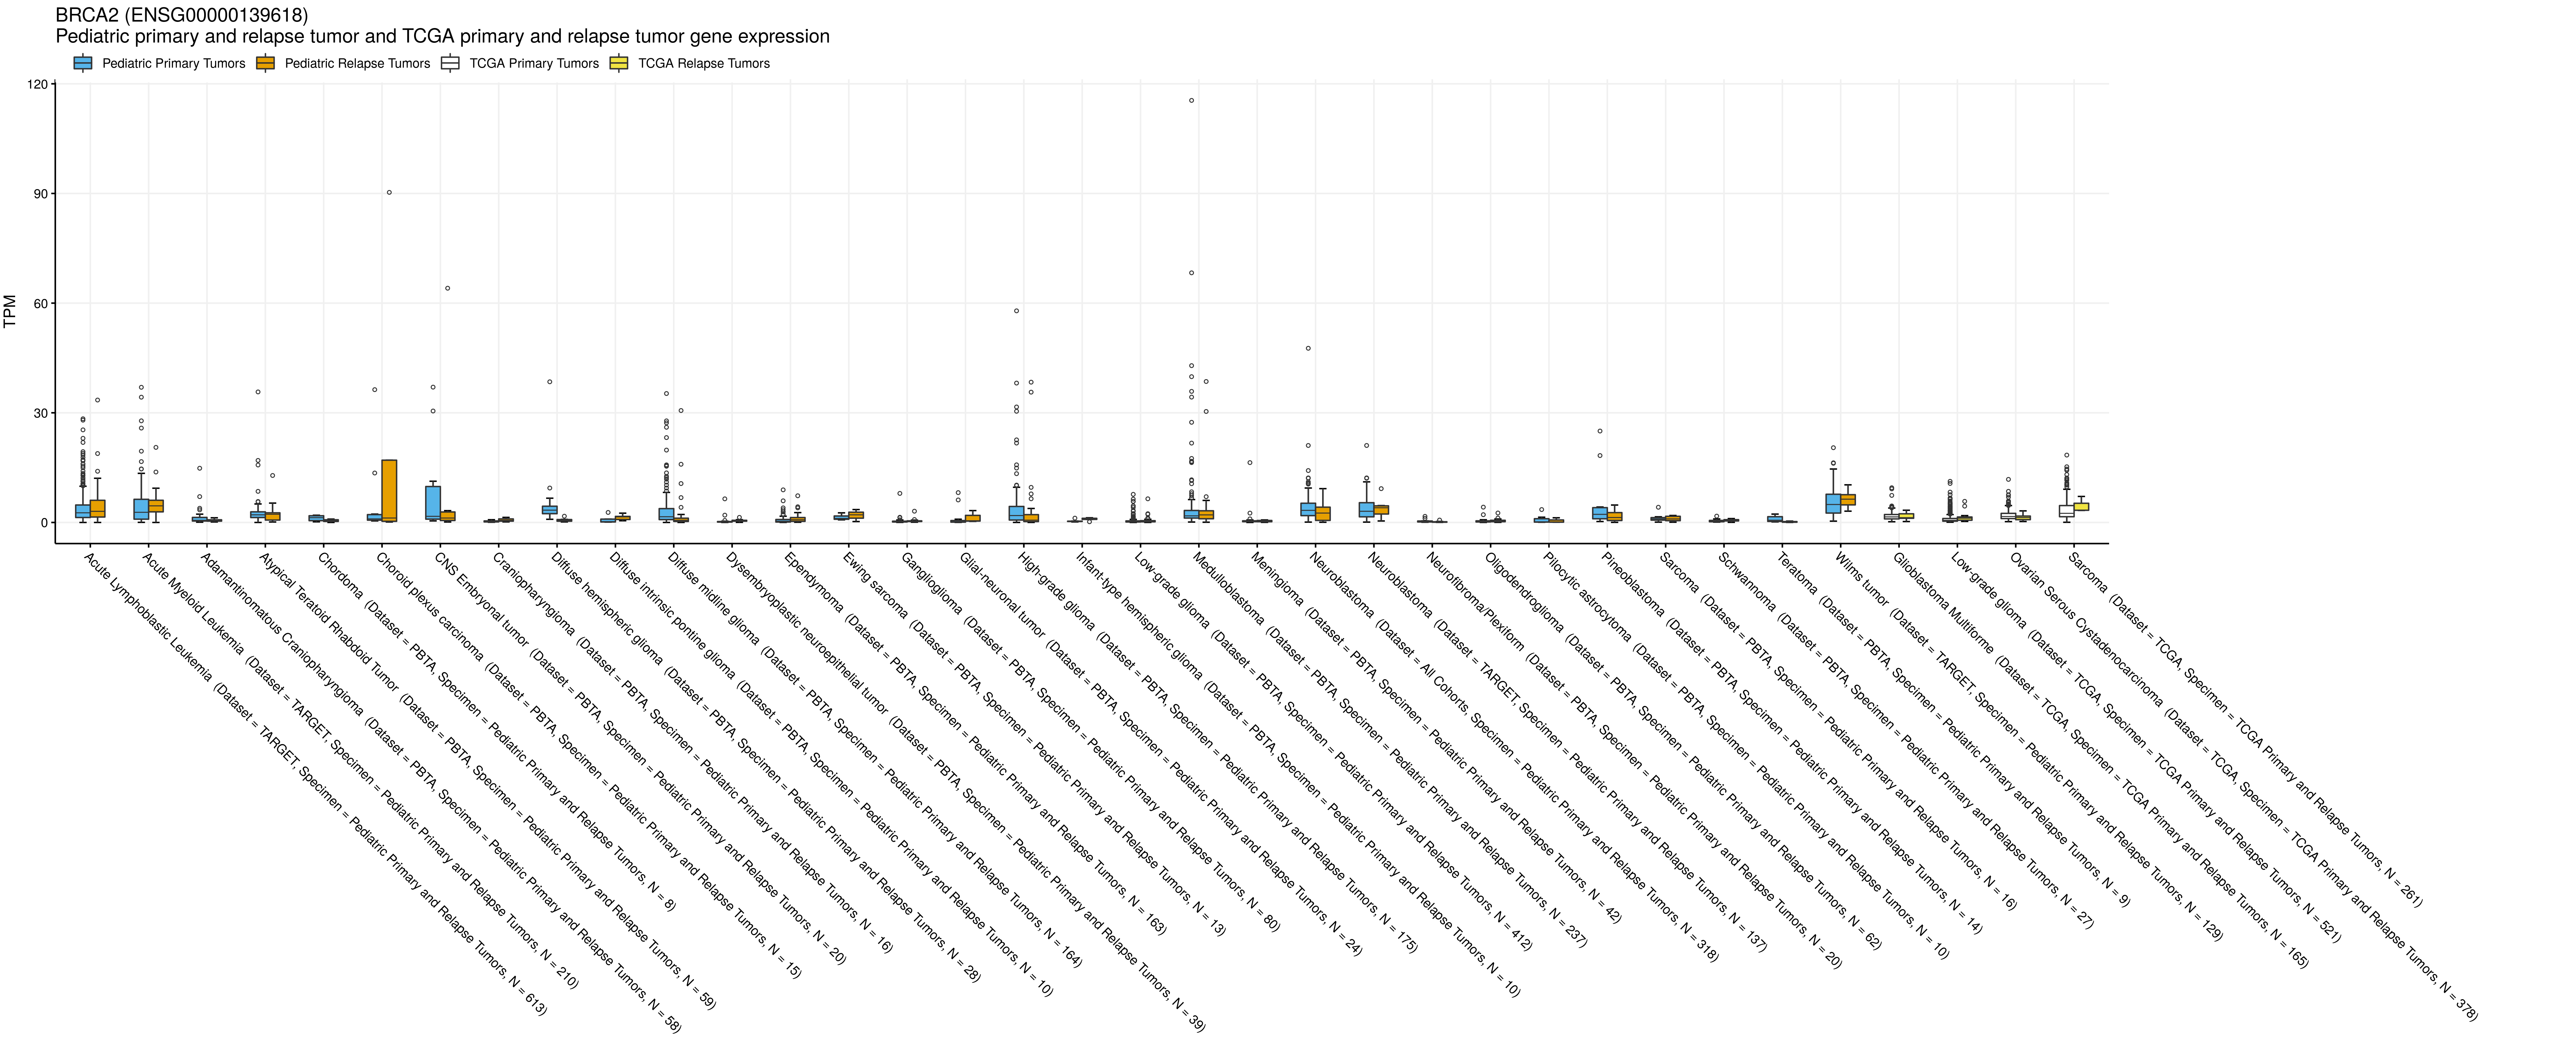 BRCA2 (ENSG00000139618)
Pediatric primary and relapse tumor and TCGA primary and relapse tumor gene expression
Pediatric Primary Tumors
Pediatric Relapse Tumors
TCGA Primary Tumors
TCGA Relapse Tumors
120
90
60
30
0
TPM
Acute Lymphoblastic Leukemia (Dataset = TARGET, Specimen = Pediatric Primary and Relapse Tumors, N = 613)
Acute Myeloid Leukemia (Dataset = TARGET, Specimen = Pediatric Primary and Relapse Tumors, N = 210)
Adamantinomatous Craniopharyngioma (Dataset = PBTA, Specimen = Pediatric Primary and Relapse Tumors, N = 58)
Atypical Teratoid Rhabdoid Tumor (Dataset = PBTA, Specimen = Pediatric Primary and Relapse Tumors, N = 59)
Chordoma (Dataset = PBTA, Specimen = Pediatric Primary and Relapse Tumors, N = 8)
Choroid plexus carcinoma (Dataset = PBTA, Specimen = Pediatric Primary and Relapse Tumors, N = 15)
CNS Embryonal tumor (Dataset = PBTA, Specimen = Pediatric Primary and Relapse Tumors, N = 20)
Craniopharyngioma (Dataset = PBTA, Specimen = Pediatric Primary and Relapse Tumors, N = 16)
Diffuse hemispheric glioma (Dataset = PBTA, Specimen = Pediatric Primary and Relapse Tumors, N = 28)
Diffuse intrinsic pontine glioma (Dataset = PBTA, Specimen = Pediatric Primary and Relapse Tumors, N = 10)
Diffuse midline glioma (Dataset = PBTA, Specimen = Pediatric Primary and Relapse Tumors, N = 164)
Dysembryoplastic neuroepithelial tumor (Dataset = PBTA, Specimen = Pediatric Primary and Relapse Tumors, N = 39)
Ependymoma (Dataset = PBTA, Specimen = Pediatric Primary and Relapse Tumors, N = 163)
Ewing sarcoma (Dataset = PBTA, Specimen = Pediatric Primary and Relapse Tumors, N = 13)
Ganglioglioma (Dataset = PBTA, Specimen = Pediatric Primary and Relapse Tumors, N = 80)
Glial-neuronal tumor (Dataset = PBTA, Specimen = Pediatric Primary and Relapse Tumors, N = 24)
High-grade glioma (Dataset = PBTA, Specimen = Pediatric Primary and Relapse Tumors, N = 175)
Infant-type hemispheric glioma (Dataset = PBTA, Specimen = Pediatric Primary and Relapse Tumors, N = 10)
Low-grade glioma (Dataset = PBTA, Specimen = Pediatric Primary and Relapse Tumors, N = 412)
Medulloblastoma (Dataset = PBTA, Specimen = Pediatric Primary and Relapse Tumors, N = 237)
Meningioma (Dataset = PBTA, Specimen = Pediatric Primary and Relapse Tumors, N = 42)
Neuroblastoma (Dataset = All Cohorts, Specimen = Pediatric Primary and Relapse Tumors, N = 318)
Neuroblastoma (Dataset = TARGET, Specimen = Pediatric Primary and Relapse Tumors, N = 137)
Neurofibroma/Plexiform (Dataset = PBTA, Specimen = Pediatric Primary and Relapse Tumors, N = 20)
Oligodendroglioma (Dataset = PBTA, Specimen = Pediatric Primary and Relapse Tumors, N = 62)
Pilocytic astrocytoma (Dataset = PBTA, Specimen = Pediatric Primary and Relapse Tumors, N = 10)
Pineoblastoma (Dataset = PBTA, Specimen = Pediatric Primary and Relapse Tumors, N = 14)
Sarcoma (Dataset = PBTA, Specimen = Pediatric Primary and Relapse Tumors, N = 16)
Schwannoma (Dataset = PBTA, Specimen = Pediatric Primary and Relapse Tumors, N = 27)
Teratoma (Dataset = PBTA, Specimen = Pediatric Primary and Relapse Tumors, N = 9)
Wilms tumor (Dataset = TARGET, Specimen = Pediatric Primary and Relapse Tumors, N = 129)
Glioblastoma Multiforme (Dataset = TCGA, Specimen = TCGA Primary and Relapse Tumors, N = 165)
Low-grade glioma (Dataset = TCGA, Specimen = TCGA Primary and Relapse Tumors, N = 521)
Ovarian Serous Cystadenocarcinoma (Dataset = TCGA, Specimen = TCGA Primary and Relapse Tumors, N = 378)
Sarcoma (Dataset = TCGA, Specimen = TCGA Primary and Relapse Tumors, N = 261)